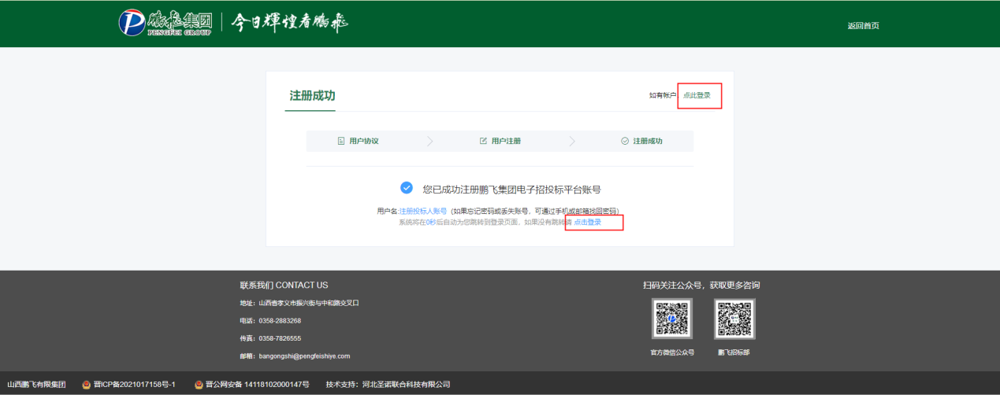 鹏飞集团
PENGFEI GROUP
今日輝煌看鹏飞
返回首页
注册成功
如有帐户 点此登录
用户协议
用户注册
注册成功
您已成功注册鹏飞集团电子招投标平台账号
用户名:注册投标人账号（如果忘记密码或丢失账号，可通过手机或邮箱找回密码）
系统将在0秒后自动为您跳转到登录页面，如果没有跳转请 点击登录
联系我们 CONTACT US
地址：山西省孝义市振兴街与中和路交叉口
电话：0358-2883268
传真：0358-7826555
邮箱：bangongshi@pengfeishiye.com
扫码关注公众号，获取更多咨询
官方微信公众号
鹏飞招标部
山西鹏飞有限集团
晋ICP备2021017158号-1
晋公网安备 14118102000147号
技术支持：河北圣诺联合科技有限公司